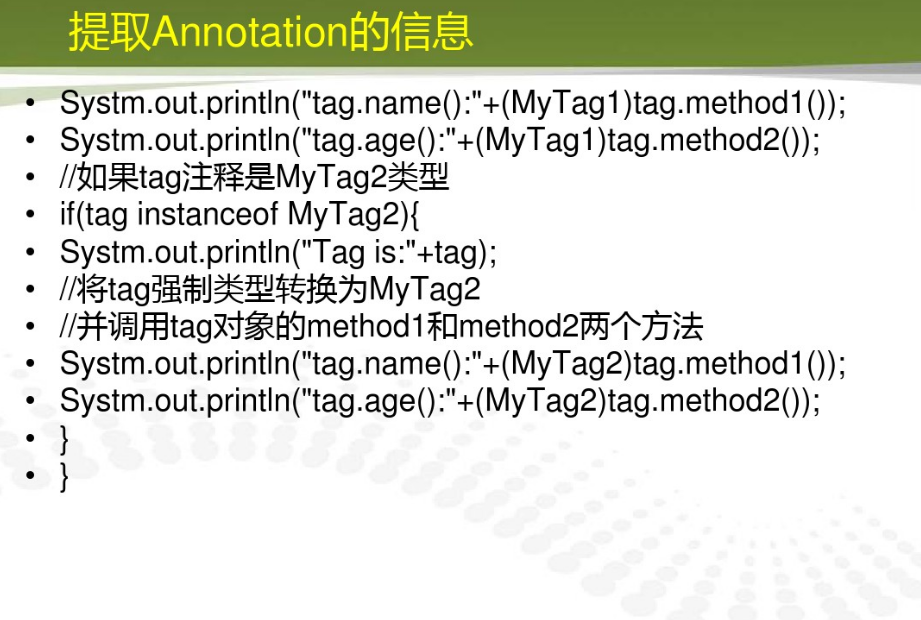 提取Annotation的信息
• Systm.out.println("tag.name():"+(MyTag1)tag.method1());
• Systm.out.println("tag.age():"+(MyTag1)tag.method2());
• //如果tag注释是MyTag2类型
• if(tag instanceof MyTag2){
• Systm.out.println("Tag is:"+tag);
• //将tag强制类型转换为MyTag2
• //并调用tag对象的method1和method2两个方法
• Systm.out.println("tag.name():"+(MyTag2)tag.method1());
• Systm.out.println("tag.age():"+(MyTag2)tag.method2());
• }
• }